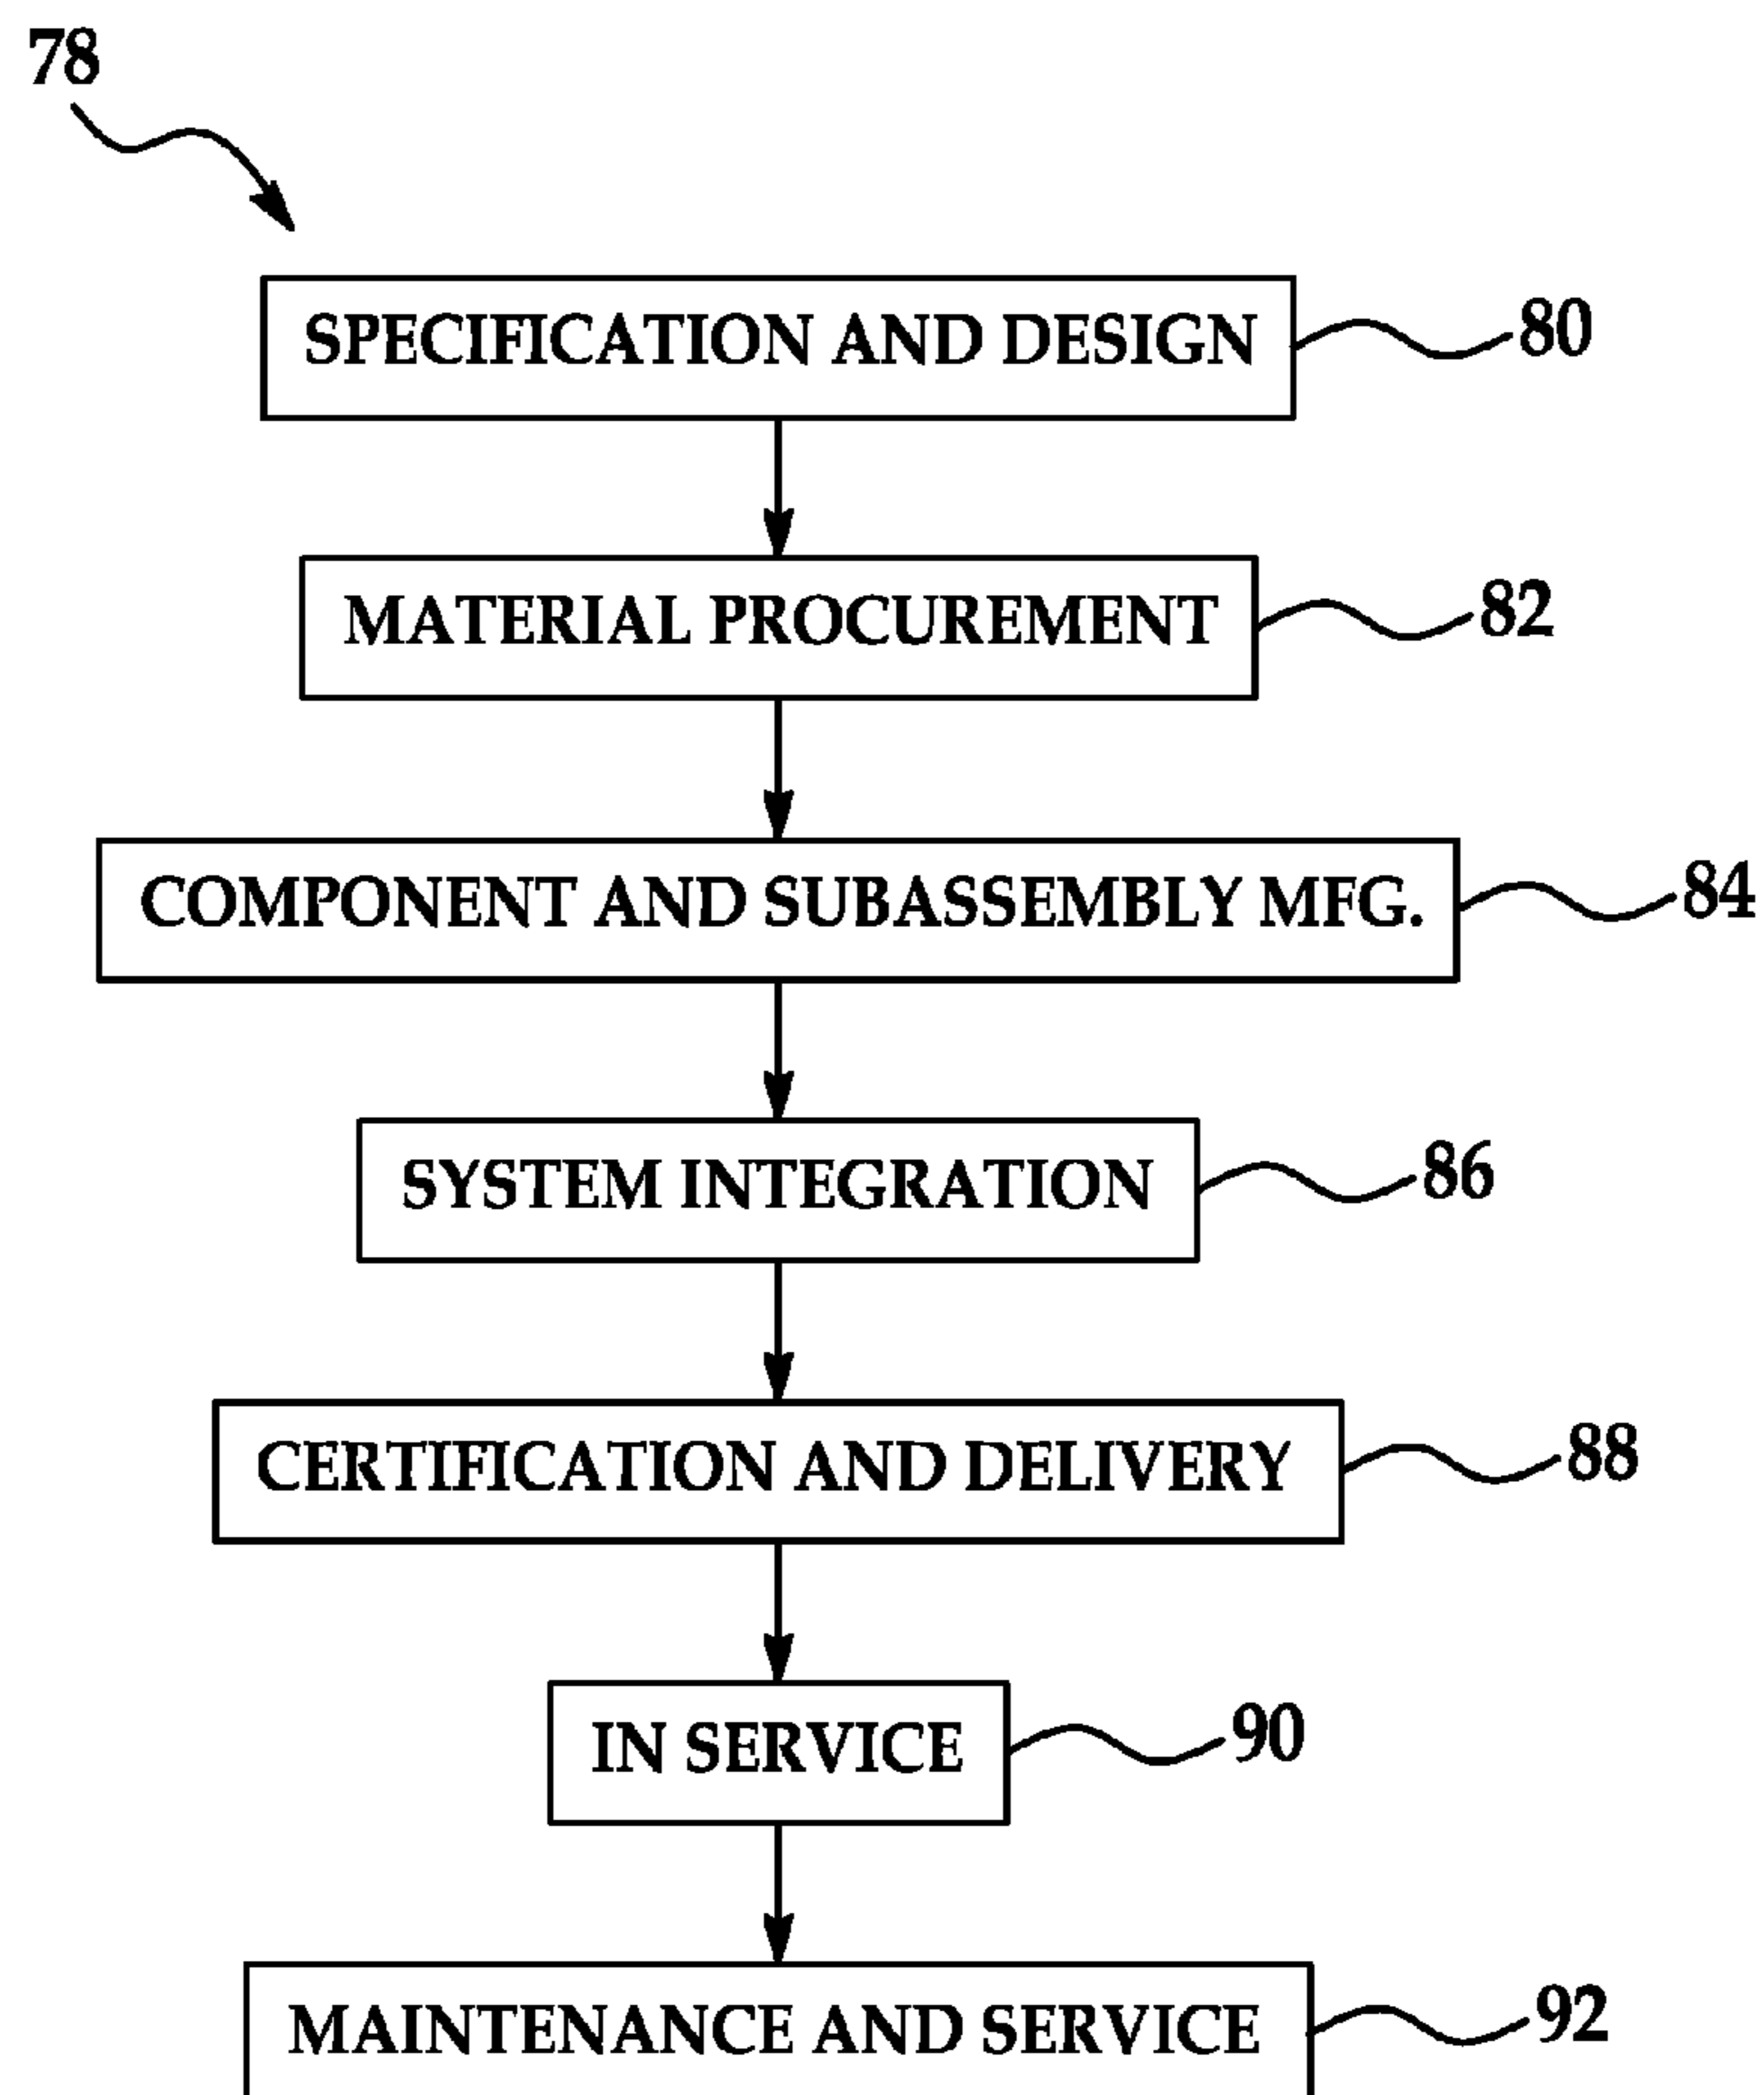 78
SPECIFICATION AND DESIGN 80
MATERIAL PROCUREMENT 82
COMPONENT AND SUBASSEMBLY MFG. 84
SYSTEM INTEGRATION 86
CERTIFICATION AND DELIVERY 88
IN SERVICE 90
MAINTENANCE AND SERVICE 92